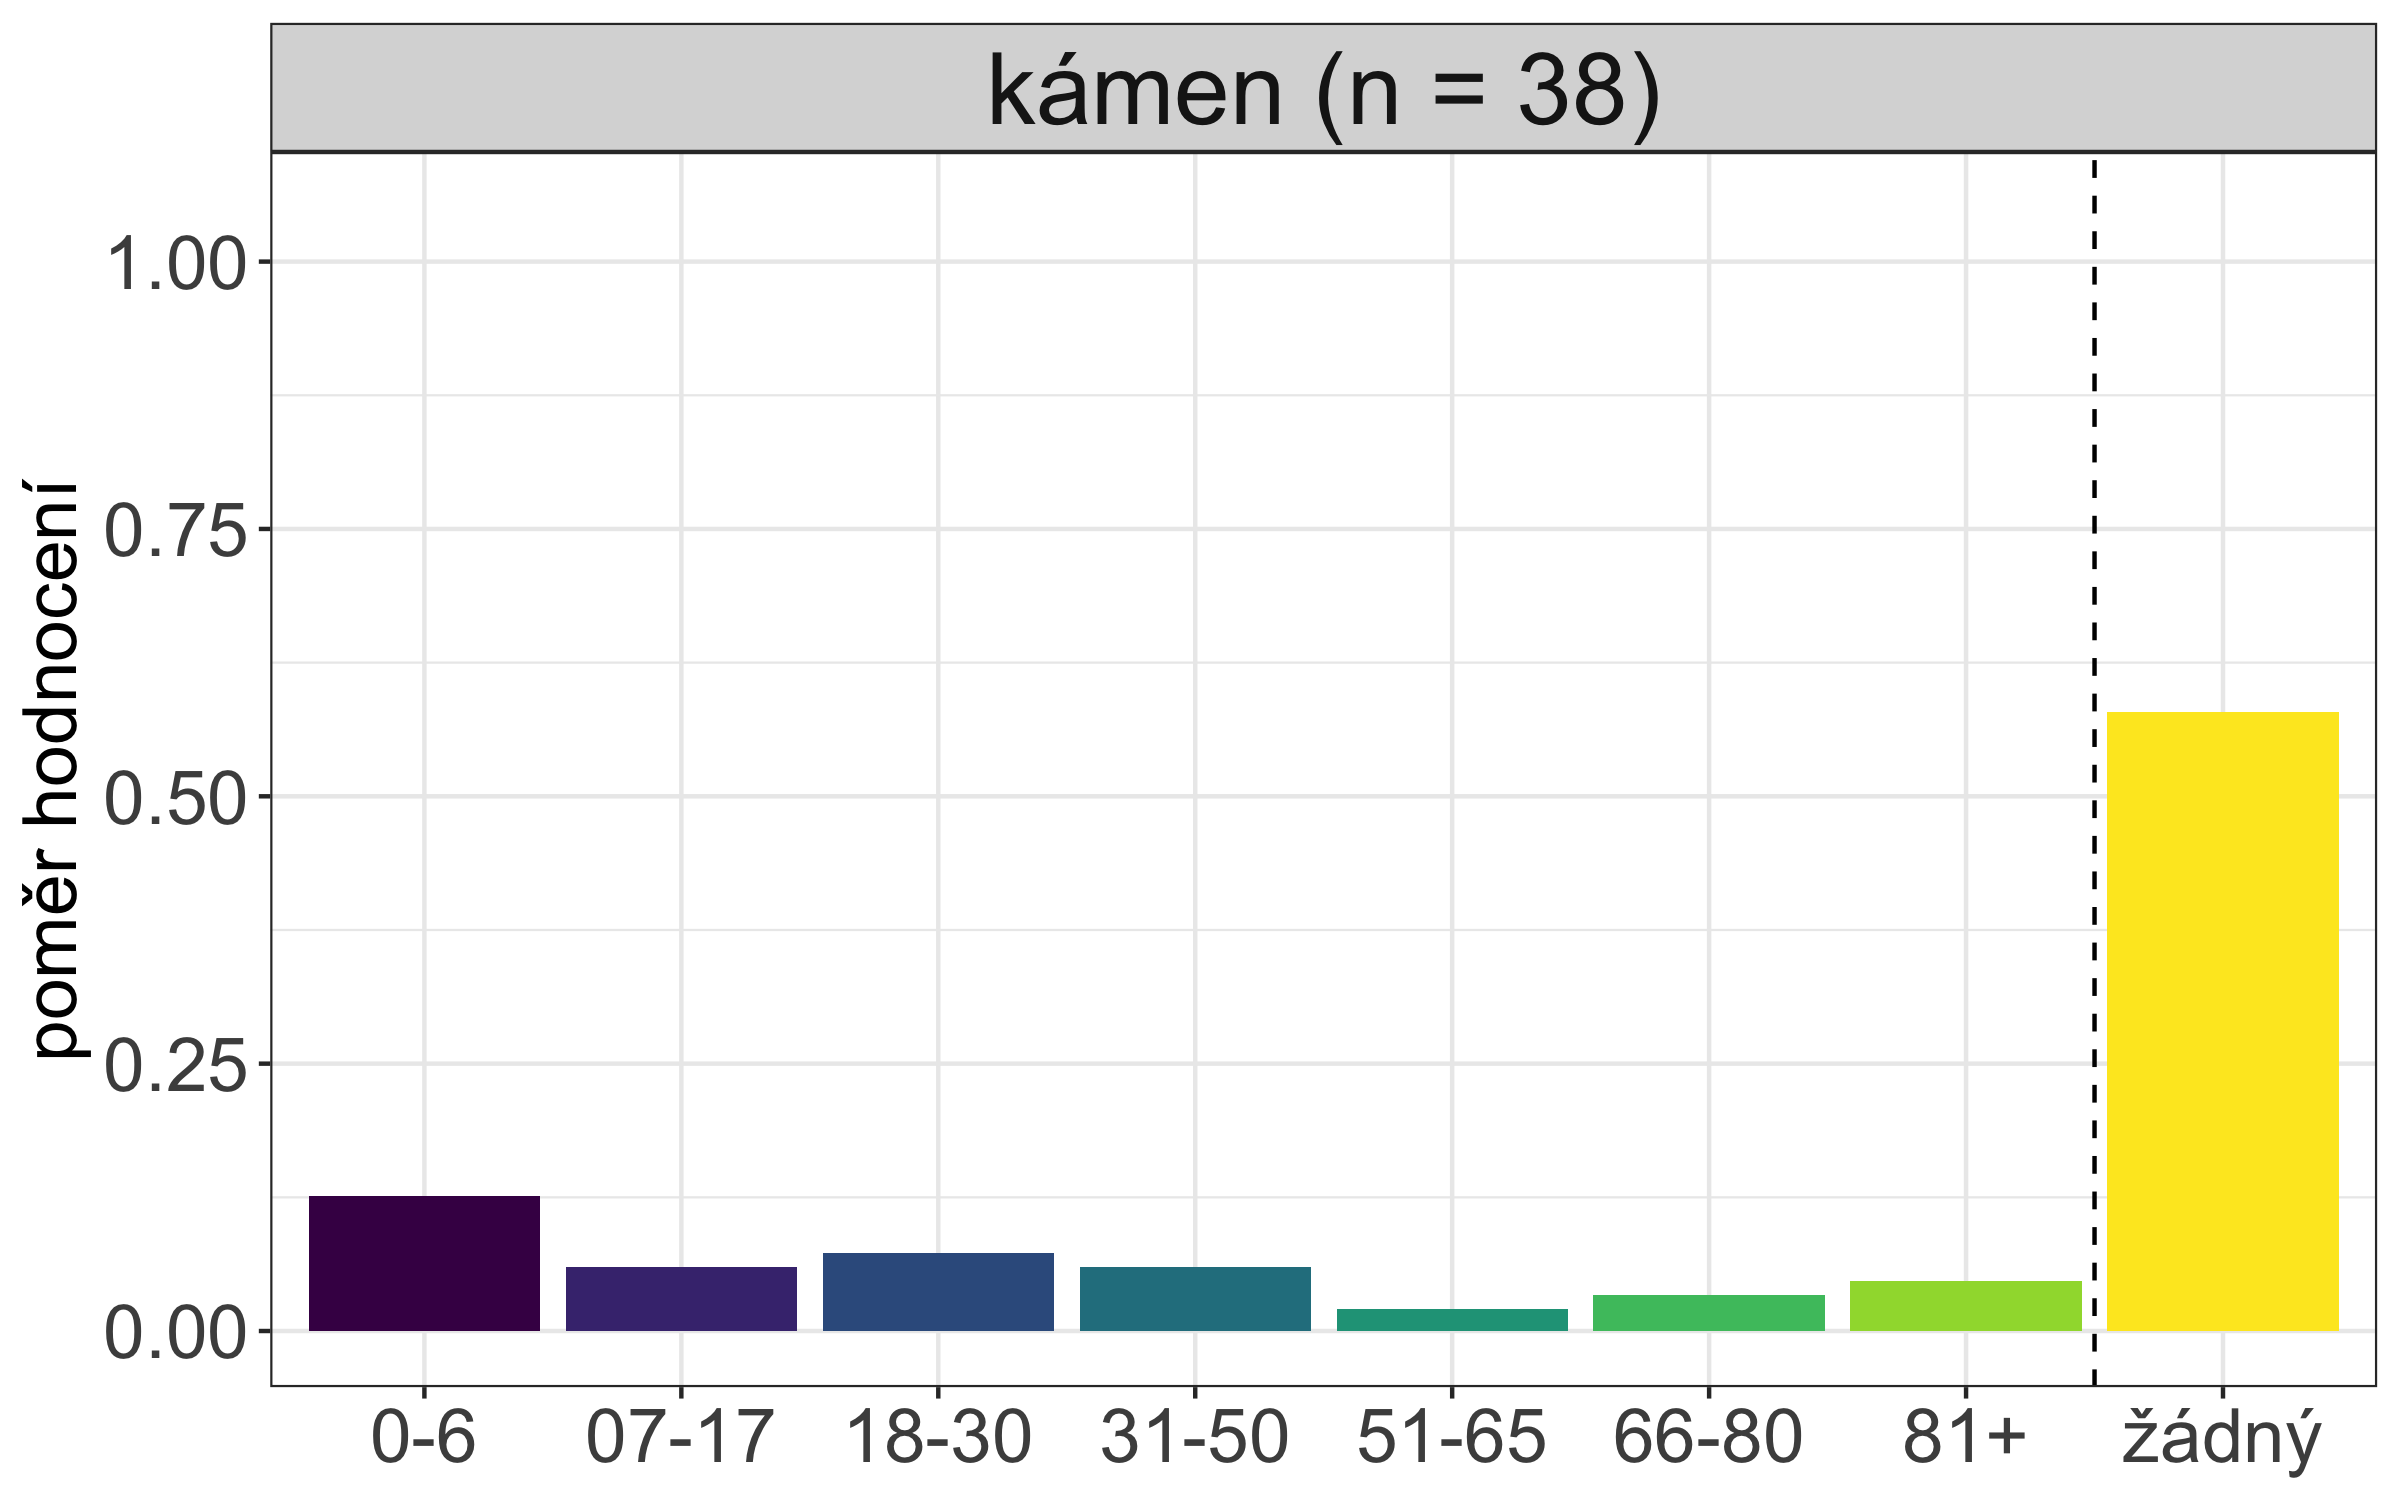 kámen (n = 38)
poměr hodnocení
1.00
0.75
0.50
0.25
0.00
0-6 07-17 18-30 31-50 51-65 66-80 81+ žádný